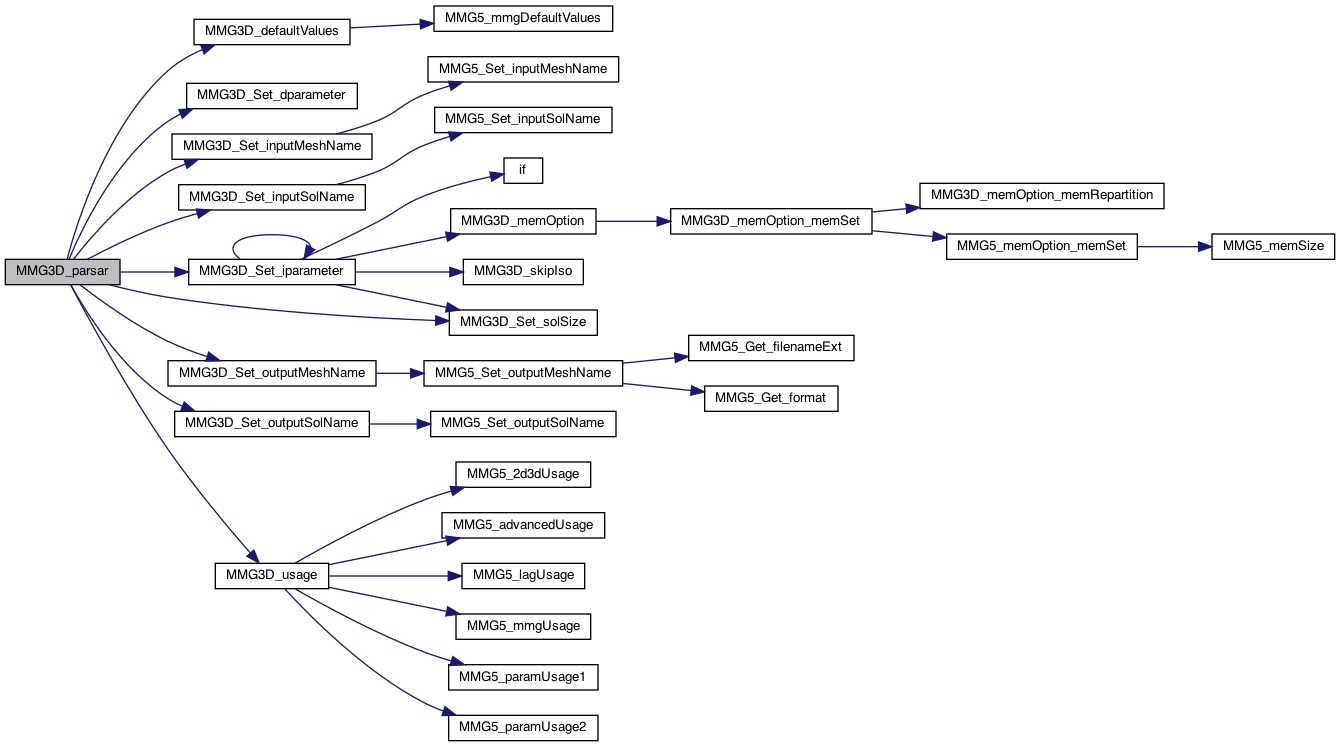 MMG3D_parsar
MMG3D_defaultValues
MMG5_mmgDefaultValues
MMG3D_Set_dparameter
MMG3D_Set_inputMeshName
MMG5_Set_inputMeshName
MMG3D_Set_inputSolName
MMG5_Set_inputSolName
MMG3D_Set_iparameter
if
MMG3D_memOption
MMG3D_memOption_memSet
MMG3D_memOption_memRepartition
MMG5_memOption_memSet
MMG5_memSize
MMG3D_skipIso
MMG3D_Set_solSize
MMG3D_Set_outputMeshName
MMG5_Set_outputMeshName
MMG5_Get_filenameExt
MMG5_Get_format
MMG3D_Set_outputSolName
MMG5_Set_outputSolName
MMG3D_usage
MMG5_2d3dUsage
MMG5_advancedUsage
MMG5_lagUsage
MMG5_mmgUsage
MMG5_paramUsage1
MMG5_paramUsage2